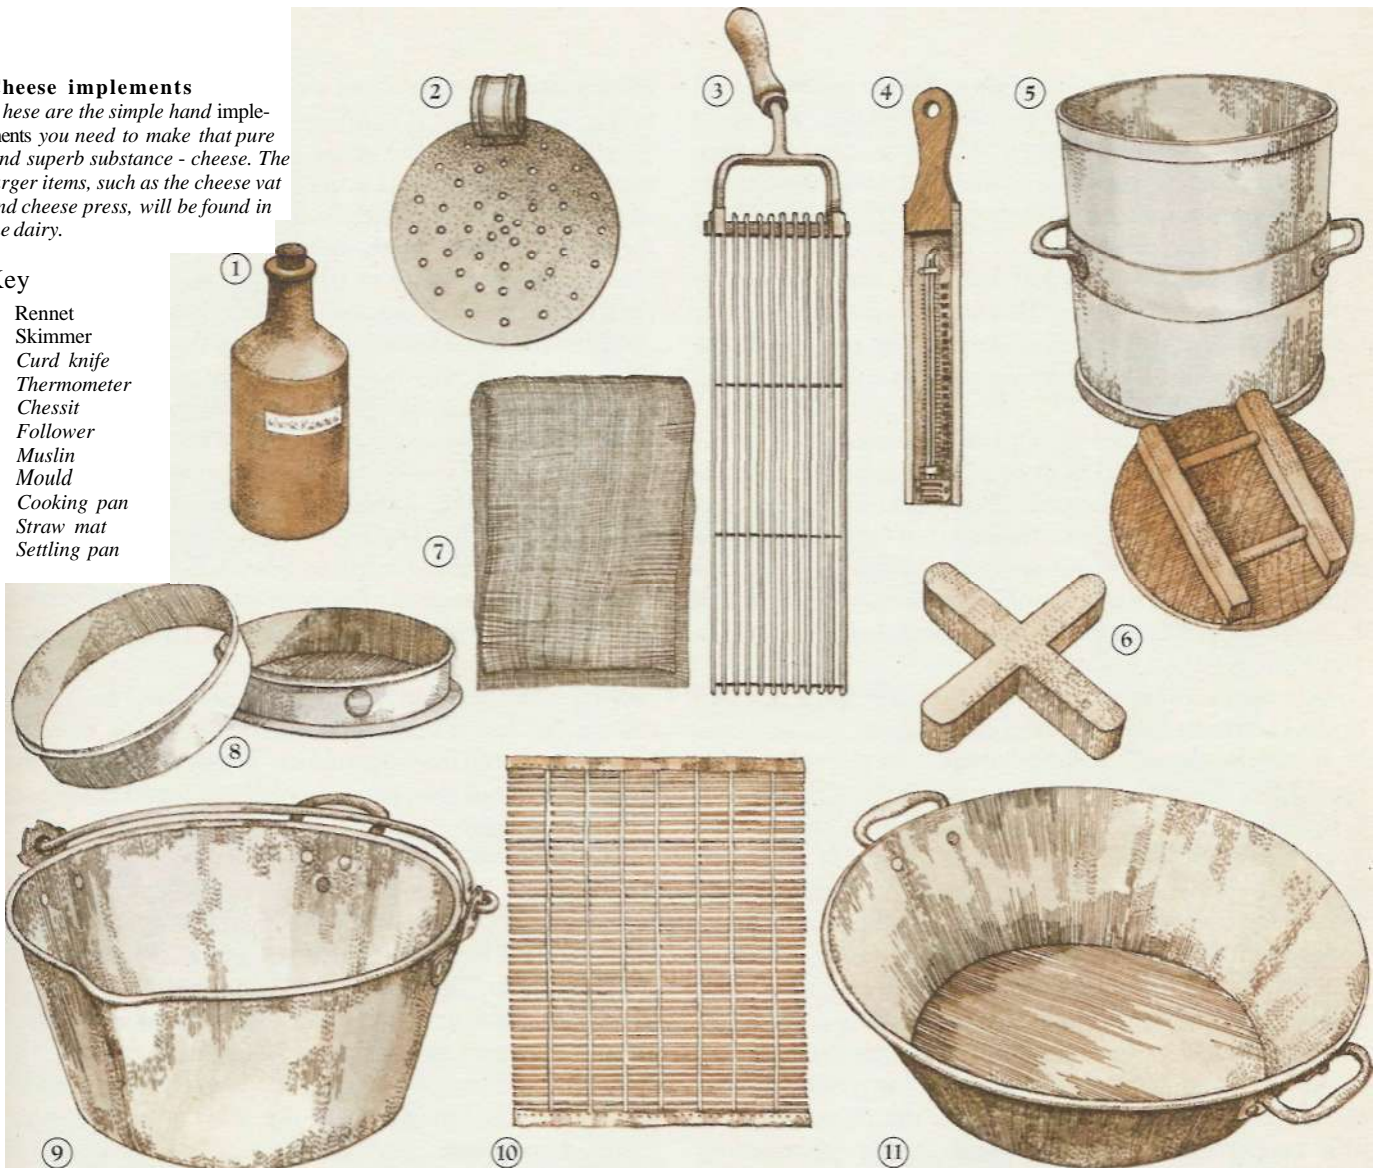 heese implements
hese are the simple hand imple-
ents you need to make that pure
nd superb substance - cheese. The
rger items, such as the cheese vat
nd cheese press, will be found in
e dairy.
Key
Rennet
Skimmer
Curd knife
Thermometer
Chessit
Follower
Muslin
Mould
Cooking pan
Straw mat
Settling pan
1
2
3
4
5
6
7
8
9
10
11